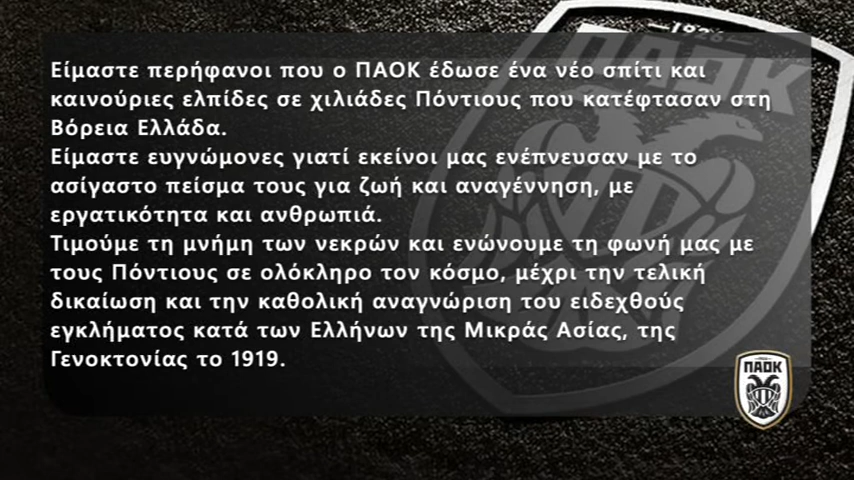 1926
ΠΑΟΚ
Είμαστε περήφανοι που ο ΠΑΟΚ έδωσε ένα νέο σπίτι και
καινούριες ελπίδες σε χιλιάδες Πόντιους που κατέφτασαν στη
Βόρεια Ελλάδα.
Είμαστε ευγνώμονες γιατί εκείνοι μας ενέπνευσαν με το
ασίγαστο πείσμα τους για ζωή και αναγέννηση, με
εργατικότητα και ανθρωπιά.
Τιμούμε τη μνήμη των νεκρών και ενώνουμε τη φωνή μας με
τους Πόντιους σε ολόκληρο τον κόσμο, μέχρι την τελική
δικαίωση και την καθολική αναγνώριση του ειδεχθούς
εγκλήματος κατά των Ελλήνων της Μικράς Ασίας, της
Γενοκτονίας το 1919.
ΠΑΟΚ